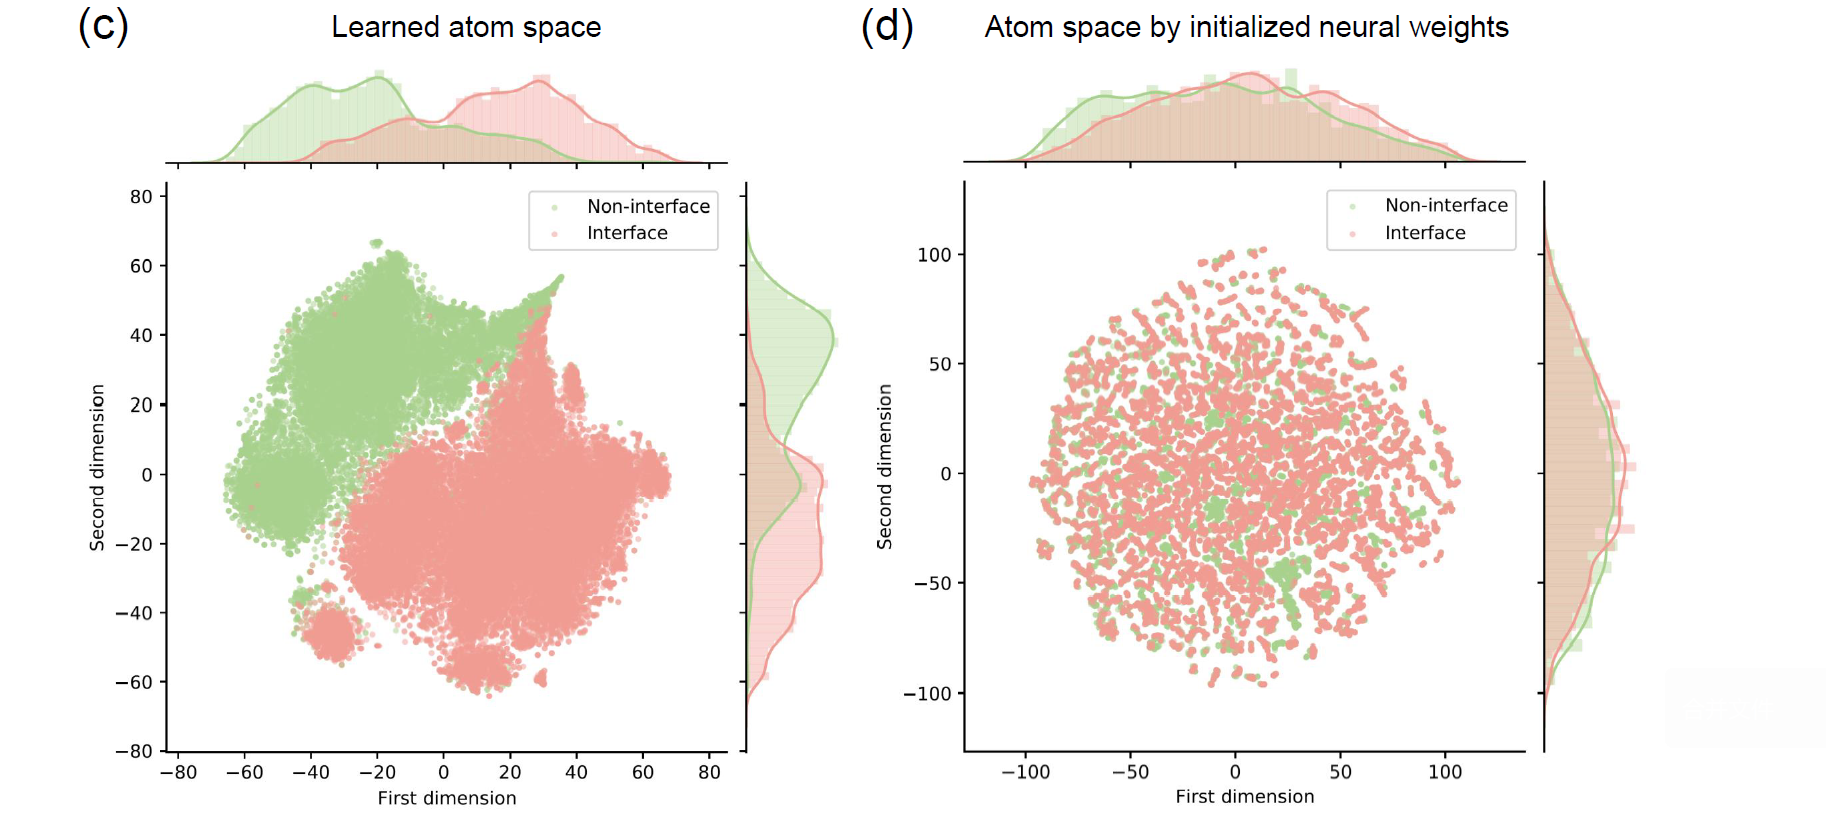 (c) Learned atom space
80
60
40
20
0
−20
−40
−60
−80
Second dimension
Non-interface
Interface
−80 −60 −40 −20 0 20 40 60 80
First dimension
(d) Atom space by initialized neural weights
100
50
0
−50
−100
Second dimension
Non-interface
Interface
−100 −50 0 50 100
First dimension